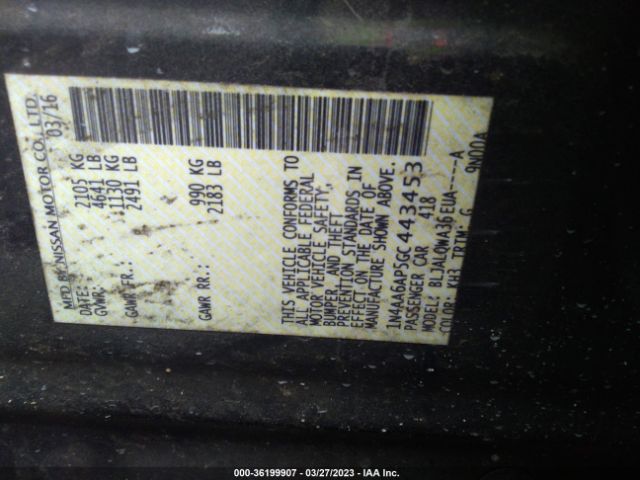 MFD BY NISSAN MOTOR CO., LTD.
DATE: 03/16
GVWR: 2105 KG
4641 LB
GAWR FR.: 1130 KG
2491 LB
GAWR RR.: 990 KG
2183 LB
THIS VEHICLE CONFORMS TO
ALL APPLICABLE FEDERAL
MOTOR VEHICLE SAFETY,
BUMPER, AND THEFT
PREVENTION STANDARDS IN
EFFECT ON THE DATE OF
MANUFACTURE SHOWN ABOVE.
1N4AA6AP5GC443453
PASSENGER CAR 418
MODEL: BLJALQWA36EUA----A
COLOR: KH3 TRIM: G 9N00A
000-36199907 - 03/27/2023 - IAA Inc.